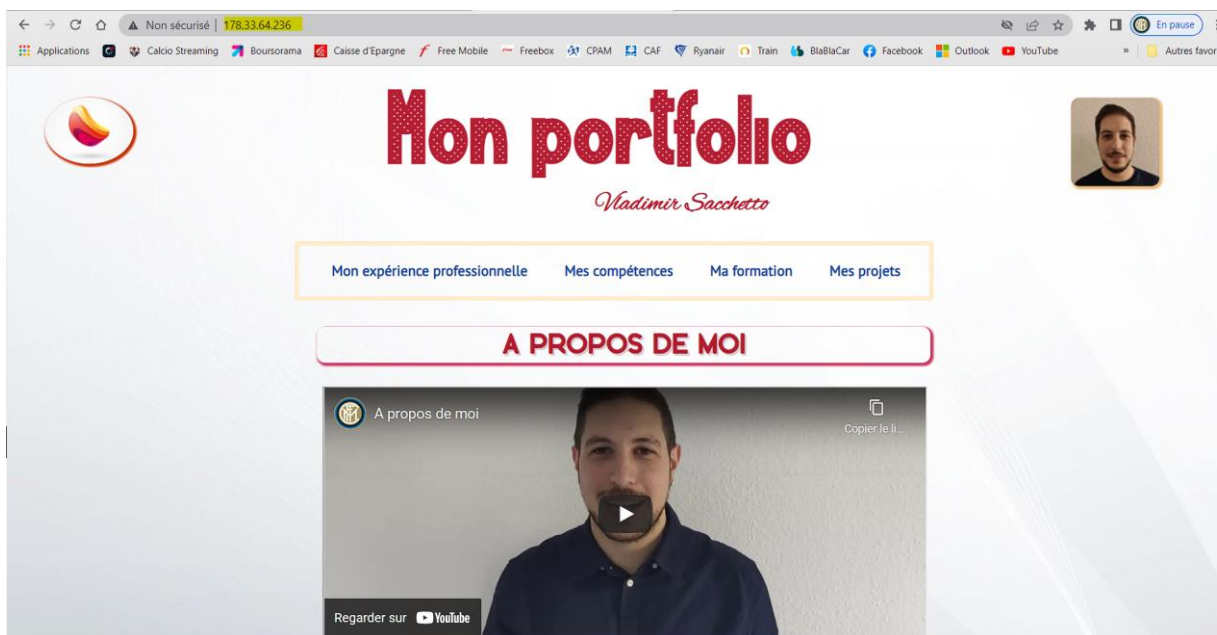 Non sécurisé | 178.33.64.236
En pause
Applications Calcio Streaming Boursorama Caisse d'Epargne Free Mobile Freebox CPAM CAF Ryanair Train BlaBlaCar Facebook Outlook YouTube » Autres favor
Mon portfolio
Vladimir Sacchetto
Mon expérience professionnelle Mes compétences Ma formation Mes projets
A PROPOS DE MOI
A propos de moi
Copier le li...
Regarder sur YouTube